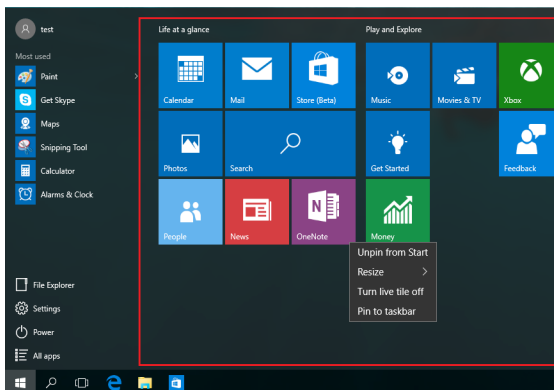 test
Most used
Paint
Get Skype
Maps
Snipping Tool
Calculator
Alarms & Clock
File Explorer
Settings
Power
All apps
Life at a glance
Calendar
Mail
Store (Beta)
Photos
Search
People
News
OneNote
Play and Explore
Music
Movies & TV
Xbox
Get Started
Feedback
Money
Unpin from Start
Resize
Turn live tile off
Pin to taskbar